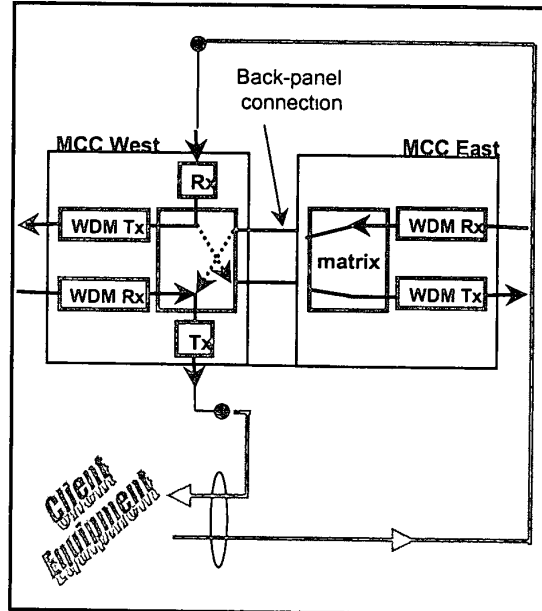 Back-panel
connection
MCC West
MCC East
Rx
WDM Tx
WDM Rx
matrix
WDM Rx
WDM Tx
Tx
Client
Equipment